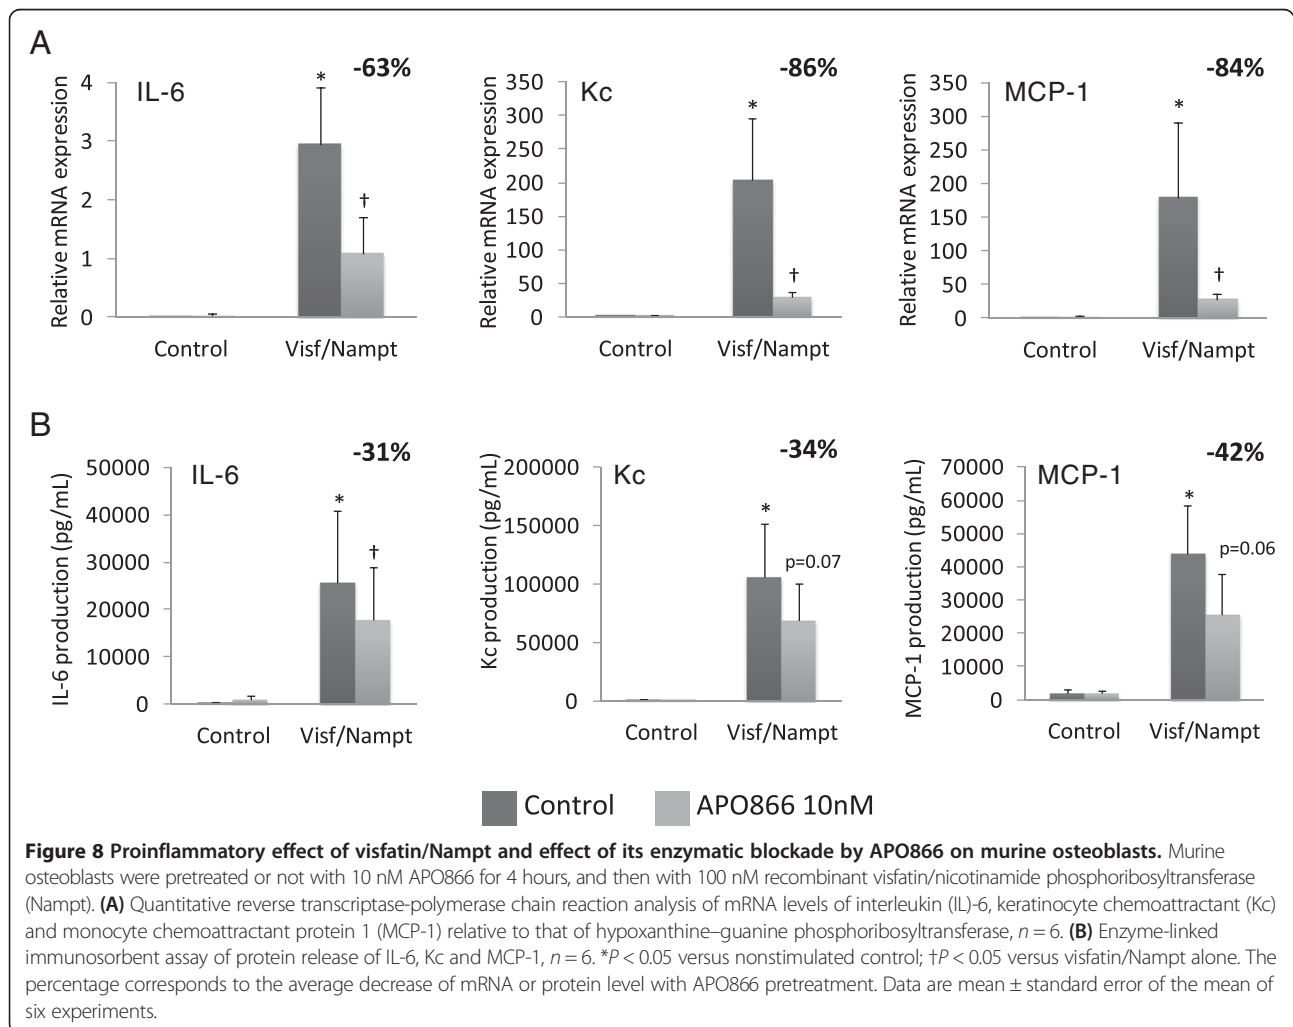 A
IL-6
-63%
*
†
4
3
2
1
0
Relative mRNA expression
Control
Visf/Nampt
Kc
-86%
*
†
350
300
250
200
150
100
50
0
Relative mRNA expression
Control
Visf/Nampt
MCP-1
-84%
*
†
350
300
250
200
150
100
50
0
Relative mRNA expression
Control
Visf/Nampt
B
IL-6
-31%
*
†
50000
40000
30000
20000
10000
0
IL-6 production (pg/mL)
Control
Visf/Nampt
Kc
-34%
*
p=0.07
200000
150000
100000
50000
0
Kc production (pg/mL)
Control
Visf/Nampt
MCP-1
-42%
*
p=0.06
70000
60000
50000
40000
30000
20000
10000
0
MCP-1 production (pg/mL)
Control
Visf/Nampt
Control
APO866 10nM
Figure 8 Proinflammatory effect of visfatin/Nampt and effect of its enzymatic blockade by APO866 on murine osteoblasts. Murine
osteoblasts were pretreated or not with 10 nM APO866 for 4 hours, and then with 100 nM recombinant visfatin/nicotinamide phosphoribosyltransferase
(Nampt). (A) Quantitative reverse transcriptase-polymerase chain reaction analysis of mRNA levels of interleukin (IL)-6, keratinocyte chemoattractant (Kc)
and monocyte chemoattractant protein 1 (MCP-1) relative to that of hypoxanthine–guanine phosphoribosyltransferase, n = 6. (B) Enzyme-linked
immunosorbent assay of protein release of IL-6, Kc and MCP-1, n = 6. *P < 0.05 versus nonstimulated control; †P < 0.05 versus visfatin/Nampt alone. The
percentage corresponds to the average decrease of mRNA or protein level with APO866 pretreatment. Data are mean ± standard error of the mean of
six experiments.